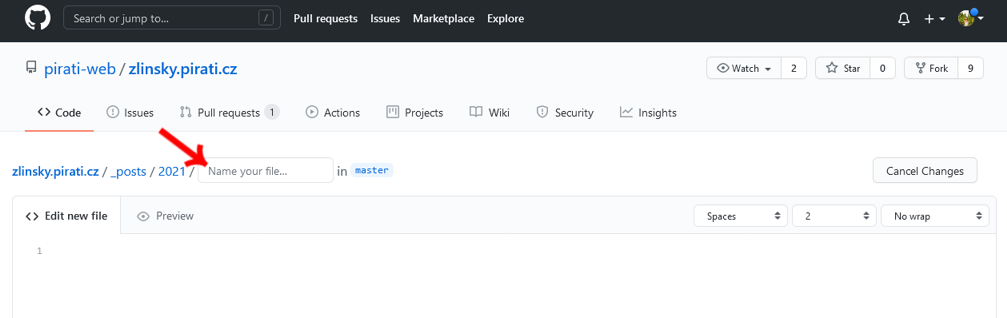 Search or jump to... / Pull requests Issues Marketplace Explore
pirati-web / zlinsky.pirati.cz Watch 2 Star 0 Fork 9
Code Issues Pull requests 1 Actions Projects Wiki Security Insights
zlinsky.pirati.cz / _posts / 2021 / Name your file... in master Cancel Changes
Edit new file Preview Spaces 2 No wrap
1